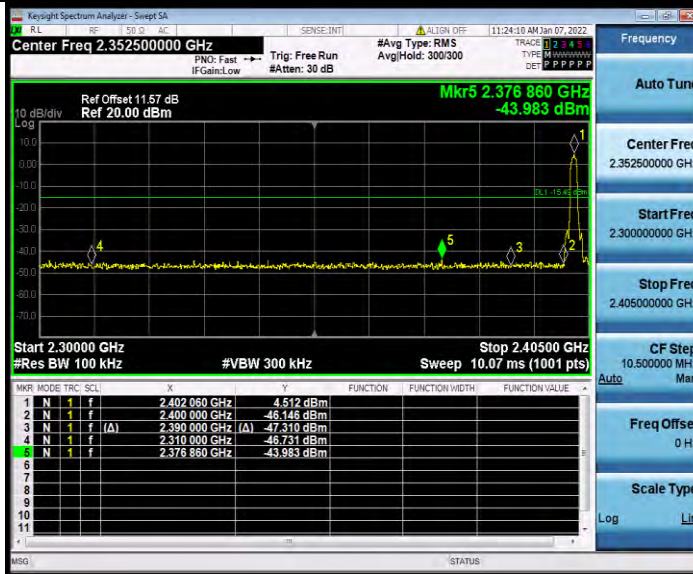 Keysight Spectrum Analyzer - Swept SA
RL RF 50 Ω AC SENSE:INT ALIGN OFF 11:24:10 AM Jan 07, 2022
Center Freq 2.352500000 GHz
PNO: Fast
IFGain:Low
Trig: Free Run
#Atten: 30 dB
#Avg Type: RMS
Avg|Hold: 300/300
TRACE 1 2 3 4 5 6
TYPE M
DET P P P P P P
Ref Offset 11.57 dB
10 dB/div Ref 20.00 dBm
Log
Mkr5 2.376 860 GHz
-43.983 dBm
10.0
0.00
-10.0
-20.0
-30.0
-40.0
-50.0
-60.0
-70.0
1
DL1 -15.49 dBm
4
5
3
2
Start 2.30000 GHz Stop 2.40500 GHz
#Res BW 100 kHz #VBW 300 kHz Sweep 10.07 ms (1001 pts)
MKR MODE TRC SCL X Y FUNCTION FUNCTION WIDTH FUNCTION VALUE
1 N 1 f 2.402 060 GHz 4.512 dBm
2 N 1 f 2.400 000 GHz -46.146 dBm
3 N 1 f (Δ) 2.390 000 GHz (Δ) -47.310 dBm
4 N 1 f 2.310 000 GHz -46.731 dBm
5 N 1 f 2.376 860 GHz -43.983 dBm
6
7
8
9
10
11
MSG STATUS
Frequency
Auto Tune
Center Freq
2.352500000 GHz
Start Freq
2.300000000 GHz
Stop Freq
2.405000000 GHz
CF Step
10.500000 MHz
Auto Man
Freq Offset
0 Hz
Scale Type
Log Lin